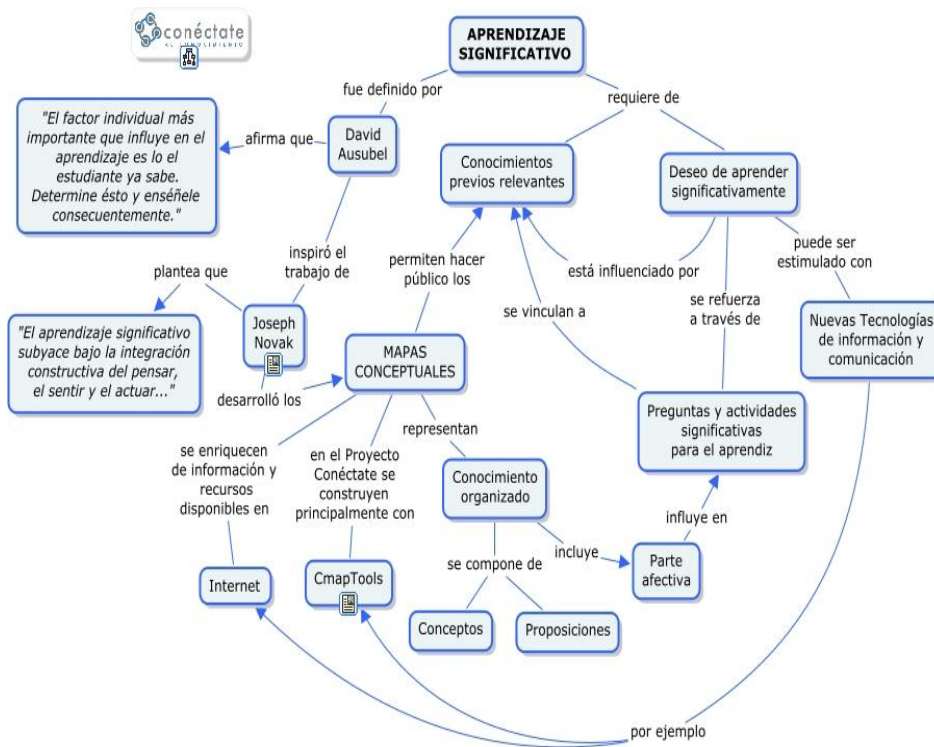 conéctate
AL CONOCIMIENTO
APRENDIZAJE
SIGNIFICATIVO
fue definido por
requiere de
"El factor individual más
importante que influye en el
aprendizaje es lo el
estudiante ya sabe.
Determine ésto y enséñele
consecuentemente."
afirma que
David
Ausubel
Conocimientos
previos relevantes
Deseo de aprender
significativamente
inspiró el
trabajo de
permiten hacer
público los
está influenciado por
puede ser
estimulado con
plantea que
se vinculan a
se refuerza
a través de
"El aprendizaje significativo
subyace bajo la integración
constructiva del pensar,
el sentir y el actuar..."
Joseph
Novak
MAPAS
CONCEPTUALES
Nuevas Tecnologías
de información y
comunicación
desarrolló los
Preguntas y actividades
significativas
para el aprendiz
se enriquecen
de información y
recursos
disponibles en
en el Proyecto
Conéctate se
construyen
principalmente con
representan
Conocimiento
organizado
influye en
incluye
se compone de
Parte
afectiva
Internet
CmapTools
Conceptos
Proposiciones
por ejemplo